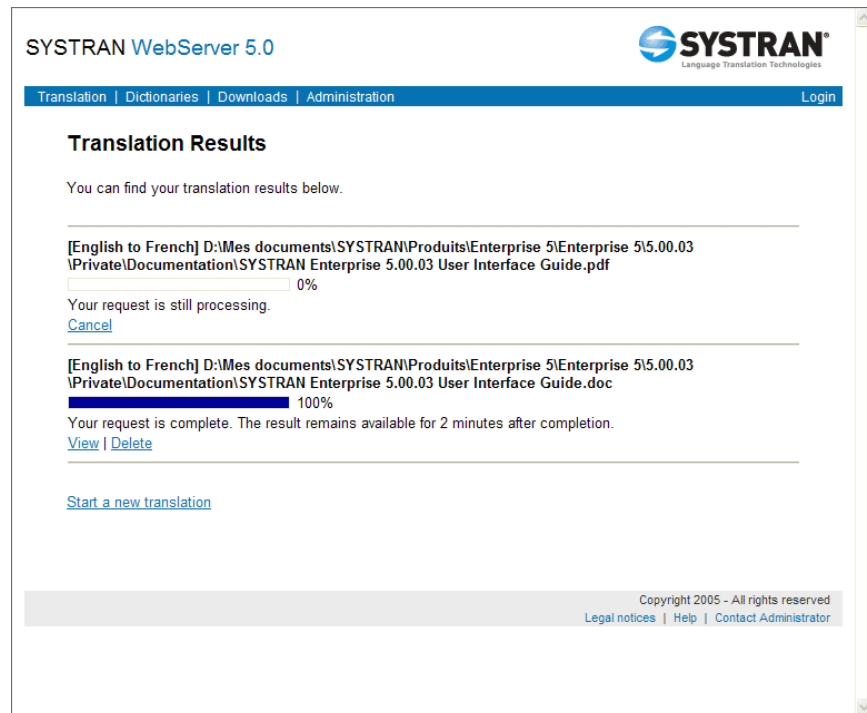 SYSTRAN WebServer 5.0
SYSTRAN®
Language Translation Technologies
Translation | Dictionaries | Downloads | Administration
Login
Translation Results
You can find your translation results below.
[English to French] D:\Mes documents\SYSTRAN\Produits\Enterprise 5\Enterprise 5\5.00.03
\Private\Documentation\SYSTRAN Enterprise 5.00.03 User Interface Guide.pdf
0%
Your request is still processing.
Cancel
[English to French] D:\Mes documents\SYSTRAN\Produits\Enterprise 5\Enterprise 5\5.00.03
\Private\Documentation\SYSTRAN Enterprise 5.00.03 User Interface Guide.doc
100%
Your request is complete. The result remains available for 2 minutes after completion.
View | Delete
Start a new translation
Copyright 2005 - All rights reserved
Legal notices | Help | Contact Administrator